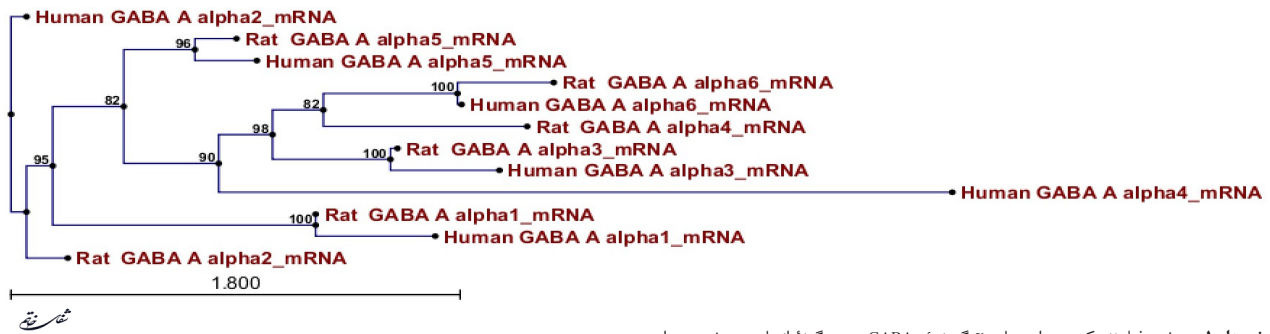 Human GABA A alpha2_mRNA
96 Rat GABA A alpha5_mRNA
Human GABA A alpha5_mRNA
100 Rat GABA A alpha6_mRNA
82 82 Human GABA A alpha6_mRNA
98 Rat GABA A alpha4_mRNA
95 90 100 Rat GABA A alpha3_mRNA
Human GABA A alpha3_mRNA
Human GABA A alpha4_mRNA
100 Rat GABA A alpha1_mRNA
Human GABA A alpha1_mRNA
Rat GABA A alpha2_mRNA
1.800